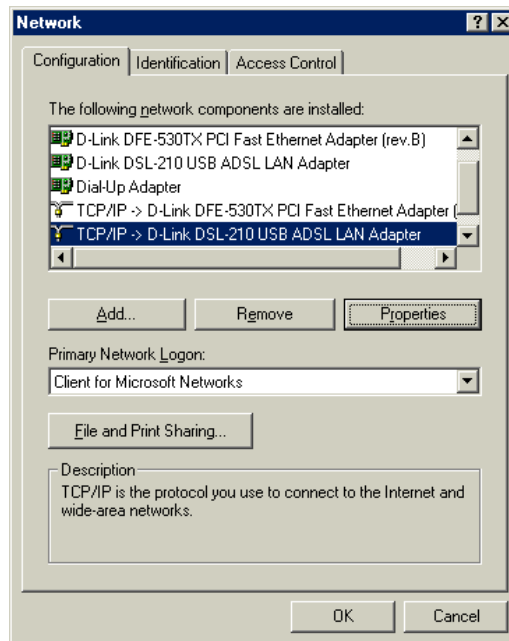 Network
Configuration Identification Access Control
The following network components are installed:
D-Link DFE-530TX PCI Fast Ethernet Adapter (rev.B)
D-Link DSL-210 USB ADSL LAN Adapter
Dial-Up Adapter
TCP/IP -> D-Link DFE-530TX PCI Fast Ethernet Adapter (
TCP/IP -> D-Link DSL-210 USB ADSL LAN Adapter
Add... Remove Properties
Primary Network Logon:
Client for Microsoft Networks
File and Print Sharing...
Description
TCP/IP is the protocol you use to connect to the Internet and
wide-area networks.
OK Cancel